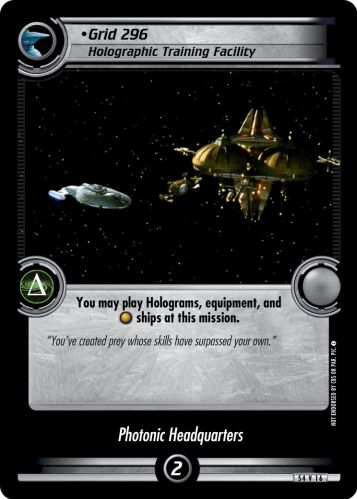 •Grid 296
Holographic Training Facility
Δ
You may play Holograms, equipment, and
ships at this mission.
"You've created prey whose skills have surpassed your own."
NOT ENDORSED BY CBS OR PAR. PIC.
Photonic Headquarters
2
54 V 16